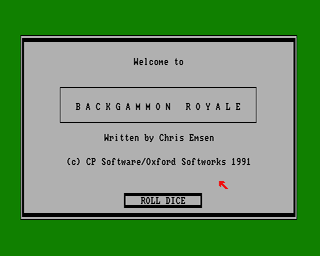 Welcome to
BACKGAMMON ROYALE
Written by Chris Emsen
(c) CP Software/Oxford Softworks 1991
ROLL DICE